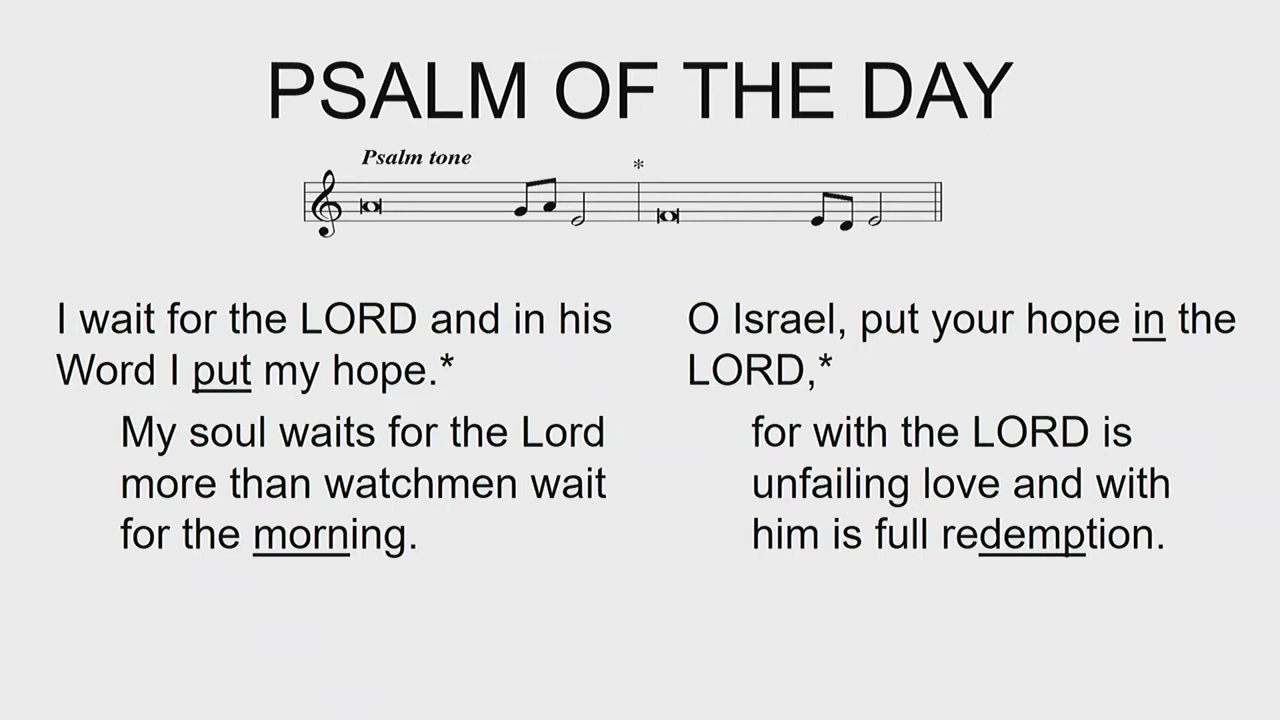 PSALM OF THE DAY
Psalm tone
*
I wait for the LORD and in his
Word I put my hope.*
My soul waits for the Lord
more than watchmen wait
for the morning.
O Israel, put your hope in the
LORD,*
for with the LORD is
unfailing love and with
him is full redemption.